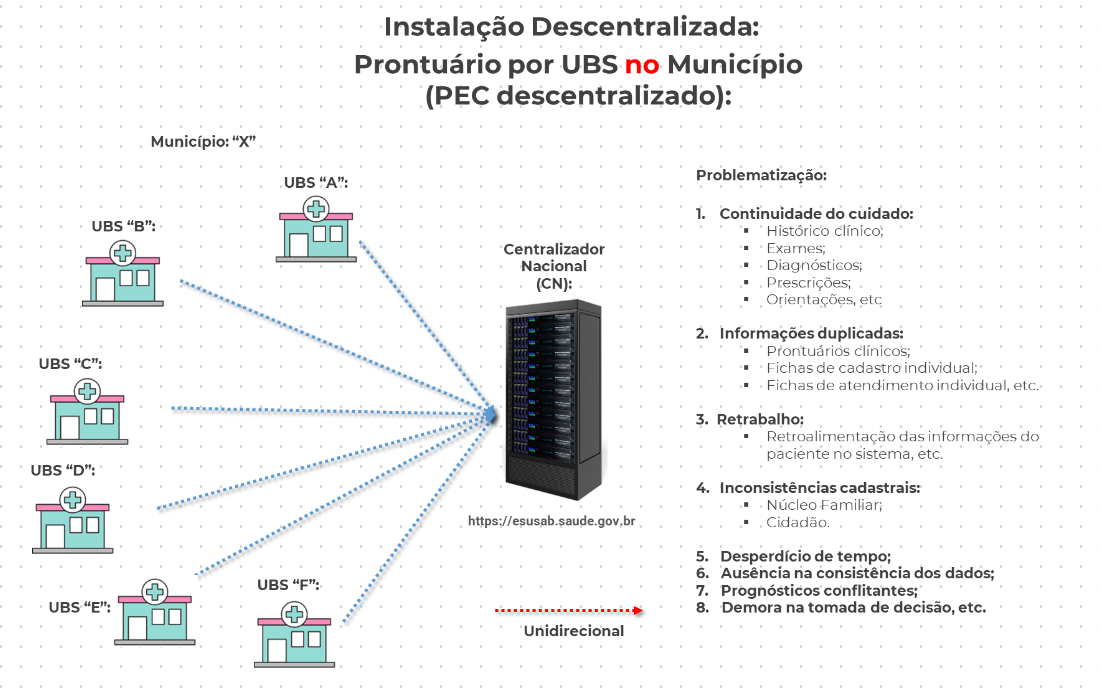 Instalação Descentralizada:
Prontuário por UBS no Município
(PEC descentralizado):
Município: “X”
UBS “A”:
UBS “B”:
UBS “C”:
UBS “D”:
UBS “E”:
UBS “F”:
Centralizador
Nacional
(CN):
https://esusab.saude.gov.br
Unidirecional
Problematização:
1. Continuidade do cuidado:
▪ Histórico clínico;
▪ Exames;
▪ Diagnósticos;
▪ Prescrições;
▪ Orientações, etc
2. Informações duplicadas:
▪ Prontuários clínicos;
▪ Fichas de cadastro individual;
▪ Fichas de atendimento individual, etc.
3. Retrabalho:
▪ Retroalimentação das informações do
paciente no sistema, etc.
4. Inconsistências cadastrais:
▪ Núcleo Familiar;
▪ Cidadão.
5. Desperdício de tempo;
6. Ausência na consistência dos dados;
7. Prognósticos conflitantes;
8. Demora na tomada de decisão, etc.